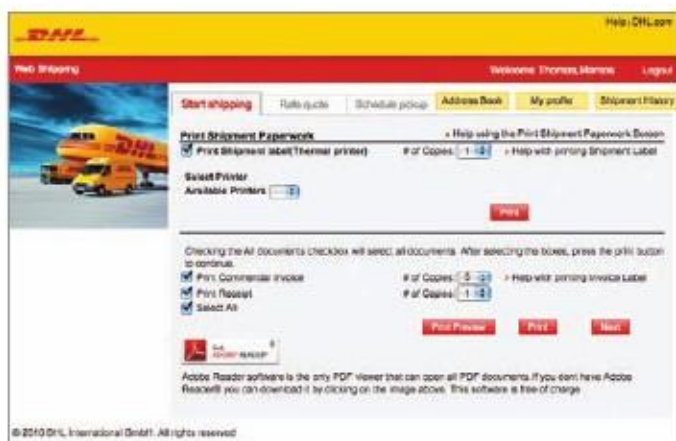 Help | DHL.com
DHL
Web Shipping
Welcome Thomas, Logout
Start shipping Rate quote Schedule pickup Address Book My profile Shipment History
Print Shipment Paperwork » Help using the Print Shipment Paperwork Screen
Print Shipment label(Thermal printer) # of Copies: 1 » Help with printing Shipment Label
Select Printer
Available Printers
Print
Checking the All documents checkbox will select all documents. After selecting the boxes, press the print button
to continue.
Print Commercial Invoice # of Copies: 5 » Help with printing Invoice Label
Print Receipt # of Copies: 1
Select All
Print Preview Print Next
Get
ADOBE READER
Adobe Reader software is the only PDF viewer that can open all PDF documents. If you dont have Adobe
Reader® you can download it by clicking on the image above. This software is free of charge
© 2010 DHL International GmbH. All rights reserved